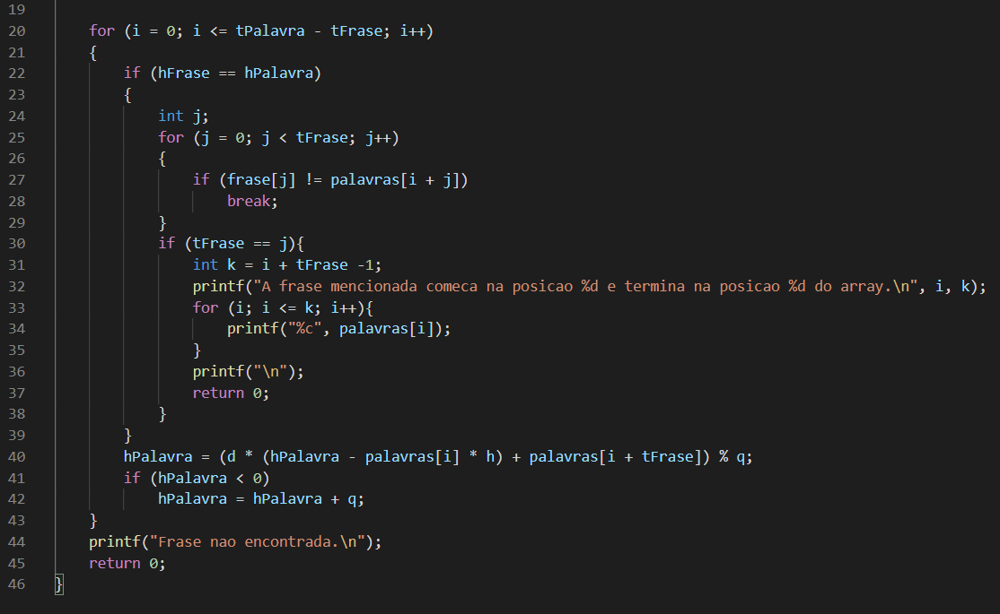 19
20 for (i = 0; i <= tPalavra - tFrase; i++)
21 {
22 if (hFrase == hPalavra)
23 {
24 int j;
25 for (j = 0; j < tFrase; j++)
26 {
27 if (frase[j] != palavras[i + j])
28 break;
29 }
30 if (tFrase == j){
31 int k = i + tFrase -1;
32 printf("A frase mencionada comeca na posicao %d e termina na posicao %d do array.\n", i, k);
33 for (i; i <= k; i++){
34 printf("%c", palavras[i]);
35 }
36 printf("\n");
37 return 0;
38 }
39 }
40 hPalavra = (d * (hPalavra - palavras[i] * h) + palavras[i + tFrase]) % q;
41 if (hPalavra < 0)
42 hPalavra = hPalavra + q;
43 }
44 printf("Frase nao encontrada.\n");
45 return 0;
46 }